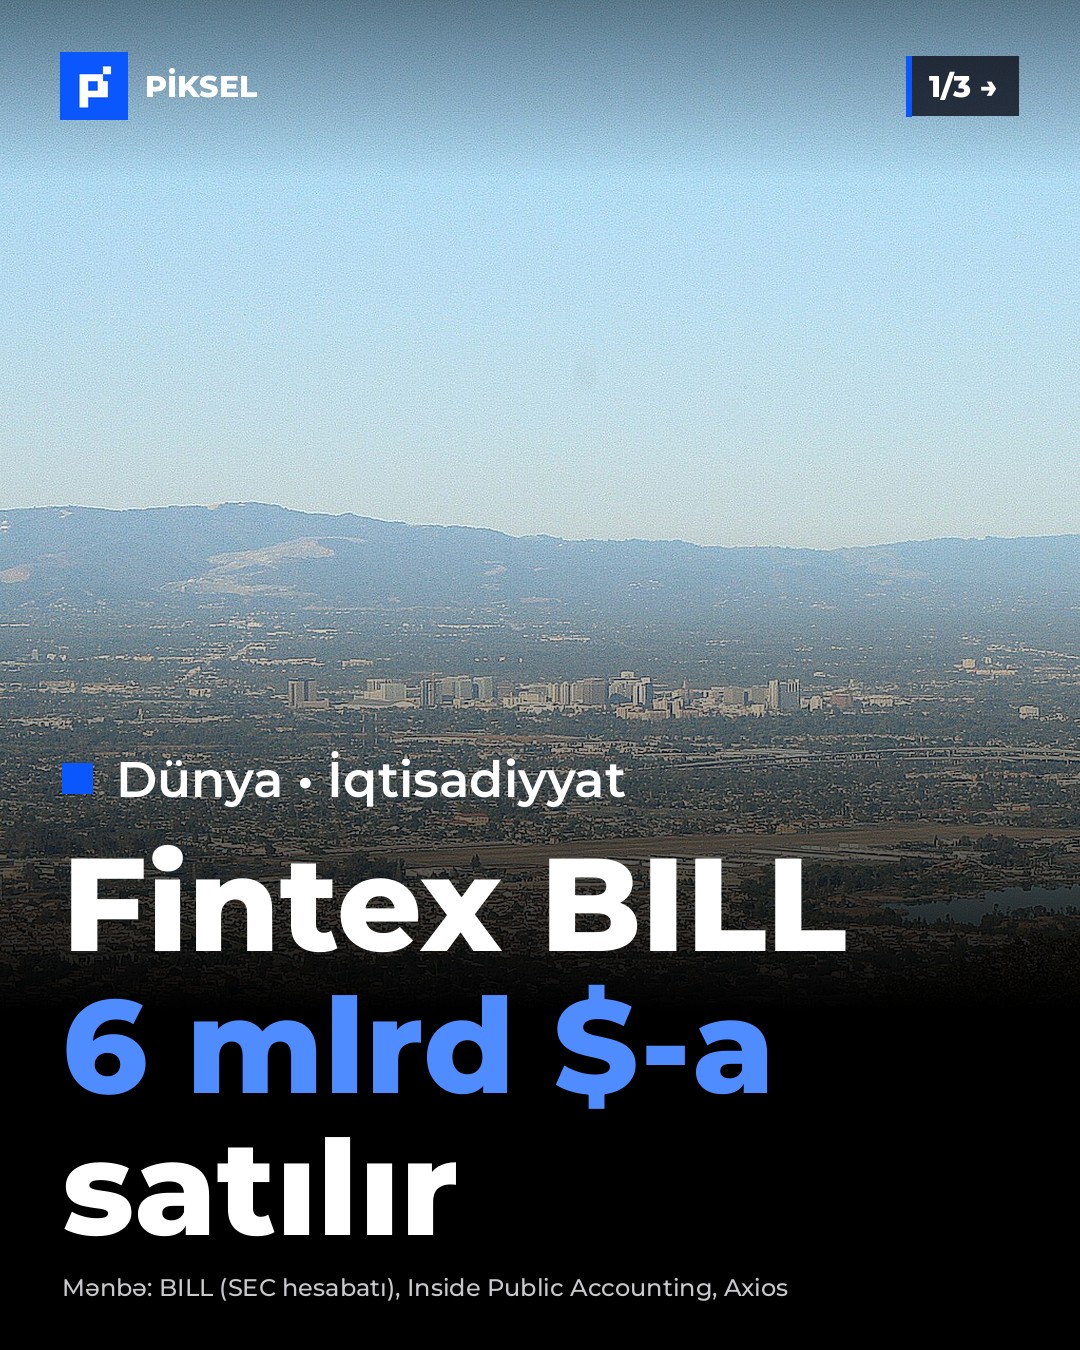 PİKSEL
1/3 →
Dünya • İqtisadiyyat
Fintex BILL
6 mlrd $-a
satılır
Mənbə: BILL (SEC hesabatı), Inside Public Accounting, Axios